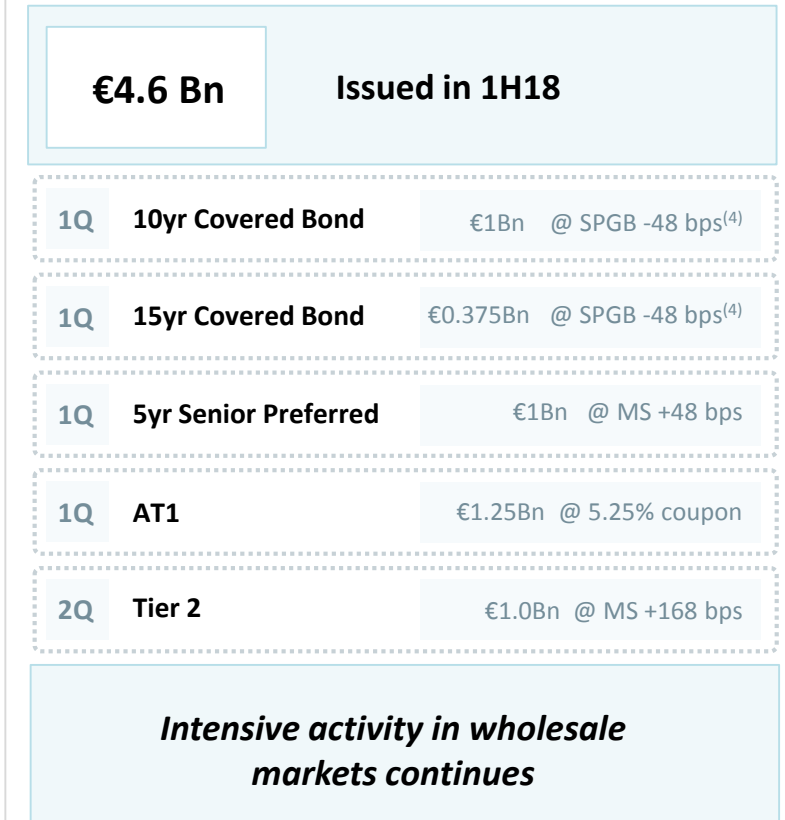 €4.6 Bn Issued in 1H18
1Q 10yr Covered Bond €1Bn @ SPGB -48 bps(4)
1Q 15yr Covered Bond €0.375Bn @ SPGB -48 bps(4)
1Q 5yr Senior Preferred €1Bn @ MS +48 bps
1Q AT1 €1.25Bn @ 5.25% coupon
2Q Tier 2 €1.0Bn @ MS +168 bps
Intensive activity in wholesale
markets continues